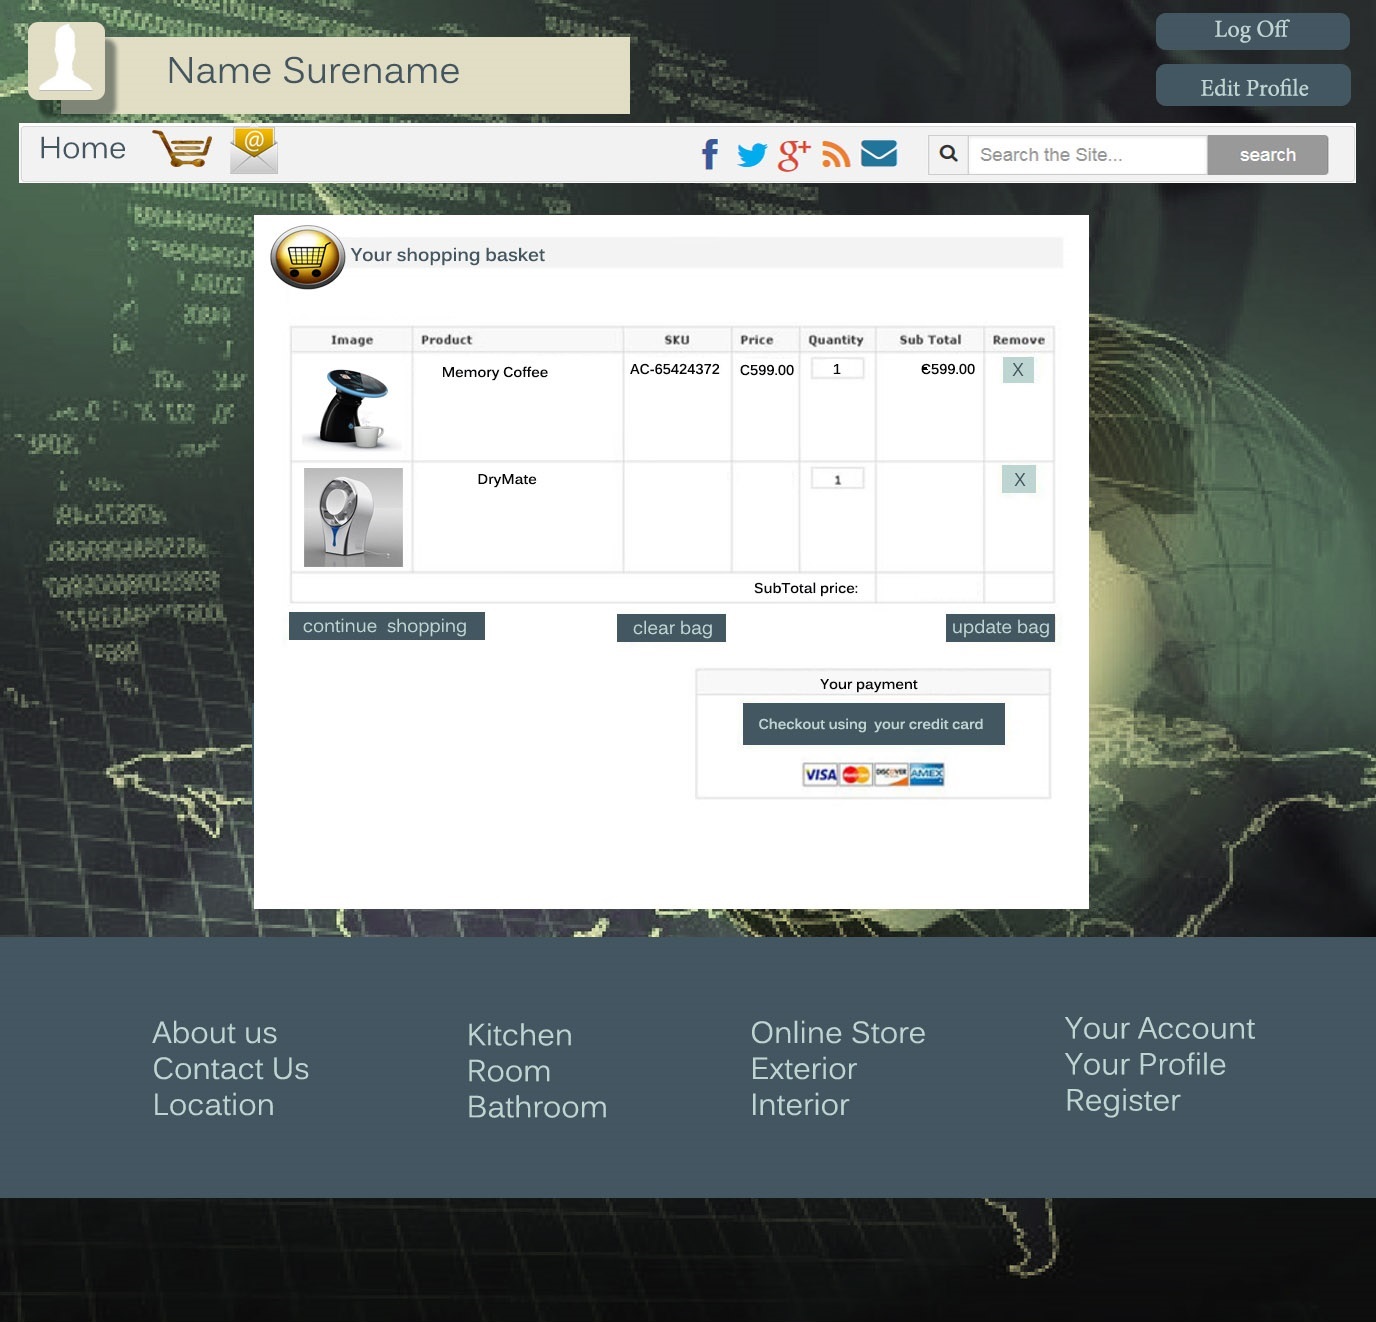 Log Off
Name Surename
Edit Profile
Home
@
f
g+
Search the Site...
search
Your shopping basket
Image Product SKU Price Quantity Sub Total Remove
Memory Coffee AC-65424372 C599.00 1 €599.00 X
DryMate 1 X
SubTotal price:
continue shopping
clear bag
update bag
Your payment
Checkout using your credit card
VISA MasterCard DISCOVER AMEX
About us
Contact Us
Location
Kitchen
Room
Bathroom
Online Store
Exterior
Interior
Your Account
Your Profile
Register